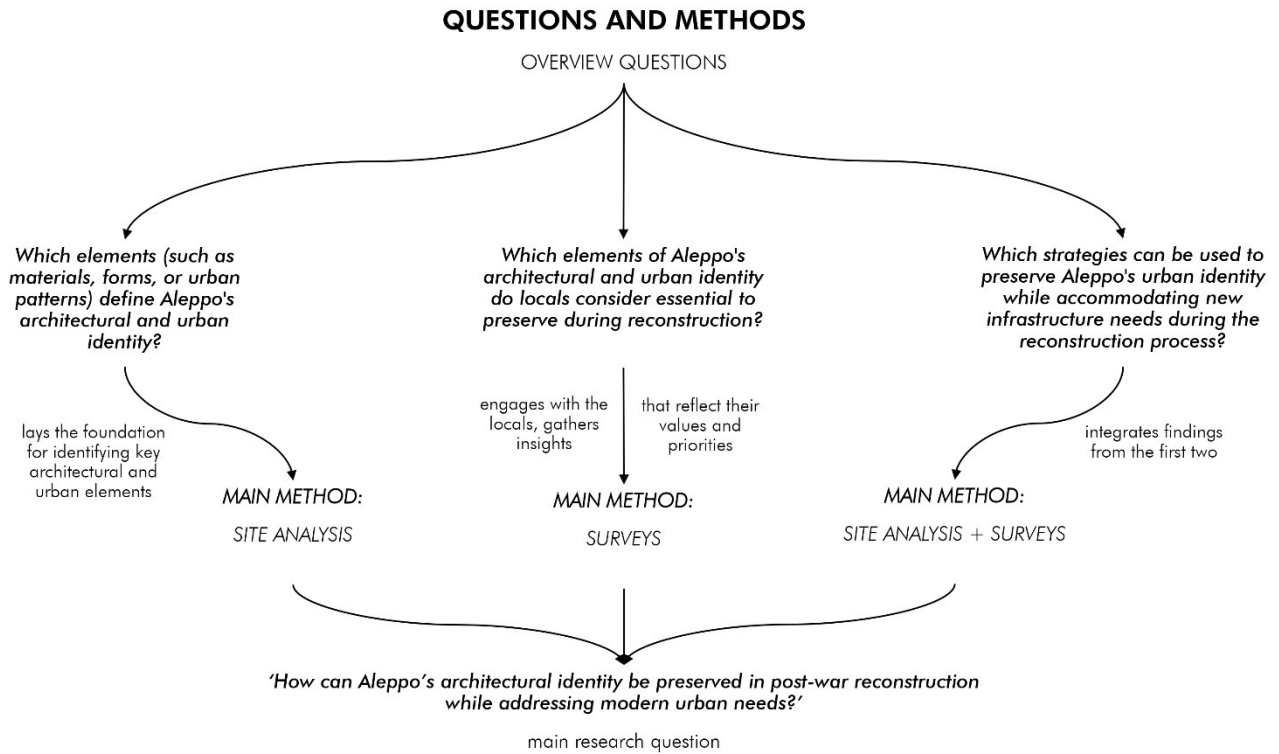 QUESTIONS AND METHODS
OVERVIEW QUESTIONS
Which elements (such as
materials, forms, or urban
patterns) define Aleppo's
architectural and urban
identity?
lays the foundation
for identifying key
architectural and
urban elements
MAIN METHOD:
SITE ANALYSIS
Which elements of Aleppo's
architectural and urban identity
do locals consider essential to
preserve during reconstruction?
engages with the
locals, gathers
insights
that reflect their
values and
priorities
MAIN METHOD:
SURVEYS
Which strategies can be used to
preserve Aleppo's urban identity
while accommodating new
infrastructure needs during the
reconstruction process?
integrates findings
from the first two
MAIN METHOD:
SITE ANALYSIS + SURVEYS
‘How can Aleppo’s architectural identity be preserved in post-war reconstruction
while addressing modern urban needs?’
main research question